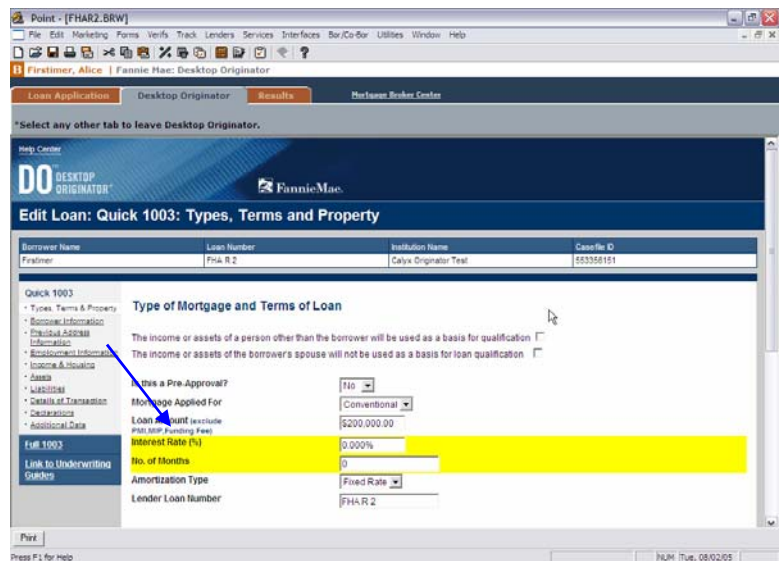 Point - [FHAR2.BRW]
File Edit Marketing Forms Verifs Track Lenders Services Interfaces Bor/Co-Bor Utilities Window Help
Firstimer, Alice | Fannie Mae: Desktop Originator
Loan Application Desktop Originator Results Mortgage Broker Center
*Select any other tab to leave Desktop Originator.
Help Center
DO DESKTOP ORIGINATOR FannieMae.
Edit Loan: Quick 1003: Types, Terms and Property
Borrower Name Loan Number Institution Name Casefile ID
Firstimer FHA R 2 Calyx Originator Test 553356151
Quick 1003
Types, Terms & Property
Borrower Information
Previous Address Information
Employment Information
Income & Housing
Assets
Liabilities
Details of Transaction
Declarations
Additional Data
Full 1003
Link to Underwriting Guides
Type of Mortgage and Terms of Loan
The income or assets of a person other than the borrower will be used as a basis for qualification
The income or assets of the borrower's spouse will not be used as a basis for loan qualification
Is this a Pre-Approval? No
Mortgage Applied For Conventional
Loan Amount (exclude PMI,MIP,Funding Fee) $200,000.00
Interest Rate (%) 0.000%
No. of Months 0
Amortization Type Fixed Rate
Lender Loan Number FHA R 2
Print
Press F1 for Help NUM Tue, 08/02/05